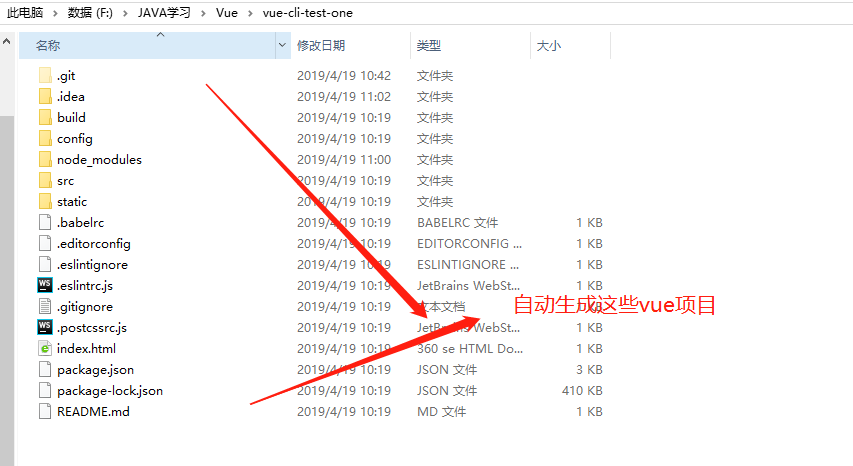 此电脑 > 数据 (F:) > JAVA学习 > Vue > vue-cli-test-one
名称 修改日期 类型 大小
.git 2019/4/19 10:42 文件夹
.idea 2019/4/19 11:02 文件夹
build 2019/4/19 10:19 文件夹
config 2019/4/19 10:19 文件夹
node_modules 2019/4/19 11:00 文件夹
src 2019/4/19 10:19 文件夹
static 2019/4/19 10:19 文件夹
.babelrc 2019/4/19 10:19 BABELRC 文件 1 KB
.editorconfig 2019/4/19 10:19 EDITORCONFIG ... 1 KB
.eslintignore 2019/4/19 10:19 ESLINTIGNORE ... 1 KB
WS .eslintrc.js 2019/4/19 10:19 JetBrains WebSt... 1 KB
.gitignore 2019/4/19 10:19 文本文档 KB
自动生成这些vue项目
WS .postcssrc.js 2019/4/19 10:19 JetBrains WebSt... 1 KB
index.html 2019/4/19 10:19 360 se HTML Do... 1 KB
package.json 2019/4/19 10:19 JSON 文件 3 KB
package-lock.json 2019/4/19 10:19 JSON 文件 410 KB
README.md 2019/4/19 10:19 MD 文件 1 KB